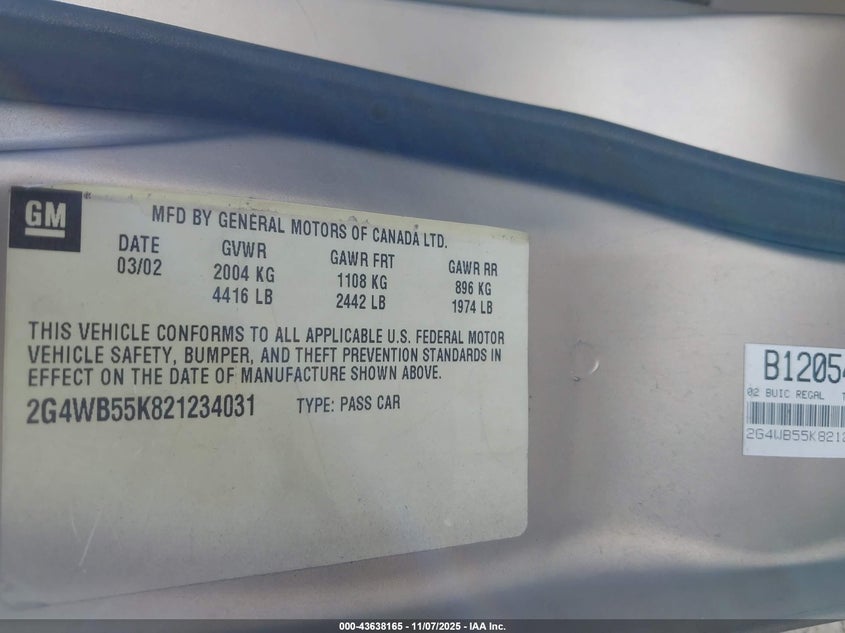 GM
MFD BY GENERAL MOTORS OF CANADA LTD.
DATE GVWR GAWR FRT GAWR RR
03/02 2004 KG 1108 KG 896 KG
4416 LB 2442 LB 1974 LB
THIS VEHICLE CONFORMS TO ALL APPLICABLE U.S. FEDERAL MOTOR
VEHICLE SAFETY, BUMPER, AND THEFT PREVENTION STANDARDS IN
EFFECT ON THE DATE OF MANUFACTURE SHOWN ABOVE.
2G4WB55K821234031 TYPE: PASS CAR
B12054
02 BUIC REGAL
2G4WB55K821
000-43638165 - 11/07/2025 - IAA Inc.